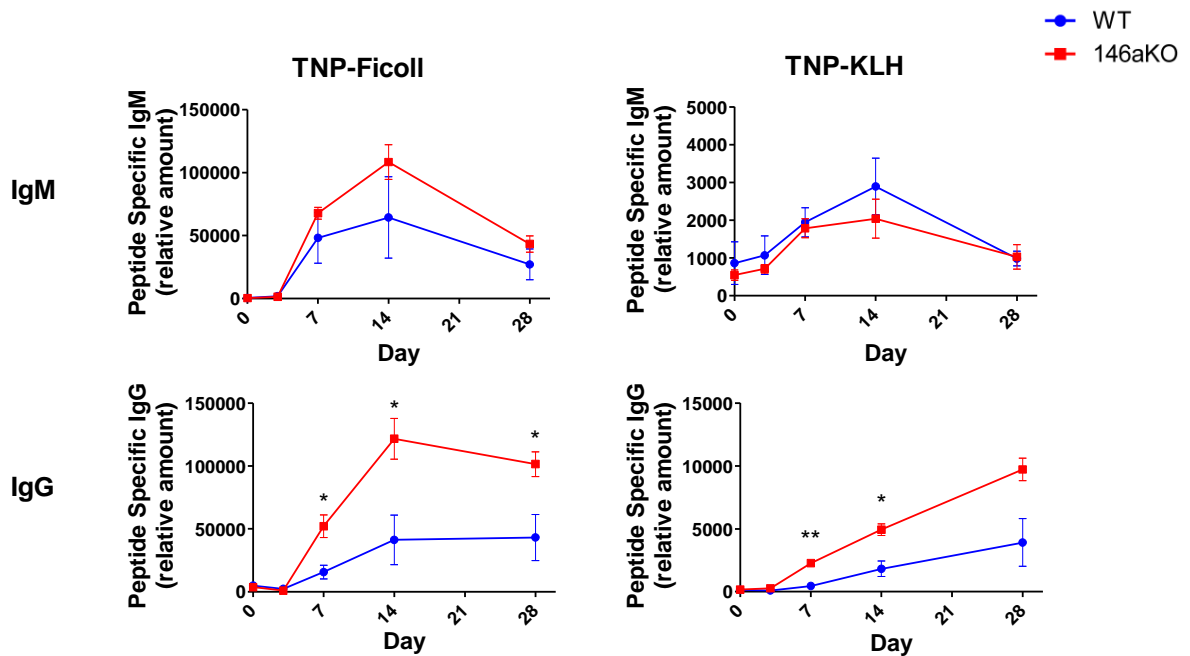 WT
146aKO
TNP-Ficoll
TNP-KLH
IgM
Peptide Specific IgM
(relative amount)
150000
100000
50000
0
0 7 14 21 28
Day
Peptide Specific IgM
(relative amount)
5000
4000
3000
2000
1000
0
0 7 14 21 28
Day
IgG
Peptide Specific IgG
(relative amount)
150000
100000
50000
0
* * *
0 7 14 21 28
Day
Peptide Specific IgG
(relative amount)
15000
10000
5000
0
** *
0 7 14 21 28
Day